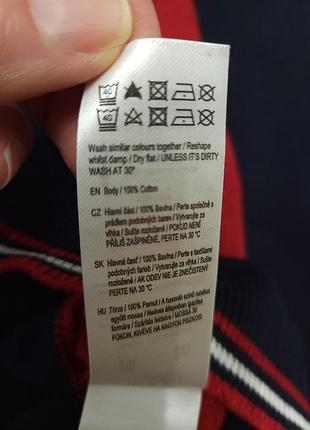 40
40
Wash similar colours together / Reshape
whilst damp / Dry flat / UNLESS IT'S DIRTY
WASH AT 30°
EN Body / 100% Cotton
CZ Hlavní část / 100% Bavlna / Perte společně s
prádlem podobných barev / Vytvarujte za vlhka /
Sušte rozložené / POKUD NENÍ
PŘÍLIŠ ZAŠPINĚNÉ, PERTE NA 30 °C
SK Hlavná časť / 100% Bavlna / Perte s textíliami
podobných farieb / Vytvarujte za vlhka / Sušte
rozložené / AK ODEV NIE JE ZNEČISTENÝ
PERTE NA 30 °C
HU Törzs / 100% Pamut / A hasonló színű ruhákat
együtt mossa / Nedves állapotban igazítsa
formára / Szárítás fektetve / MOSSA 30
FOKON, KIVÉVE HA NAGYON PISZKOS!